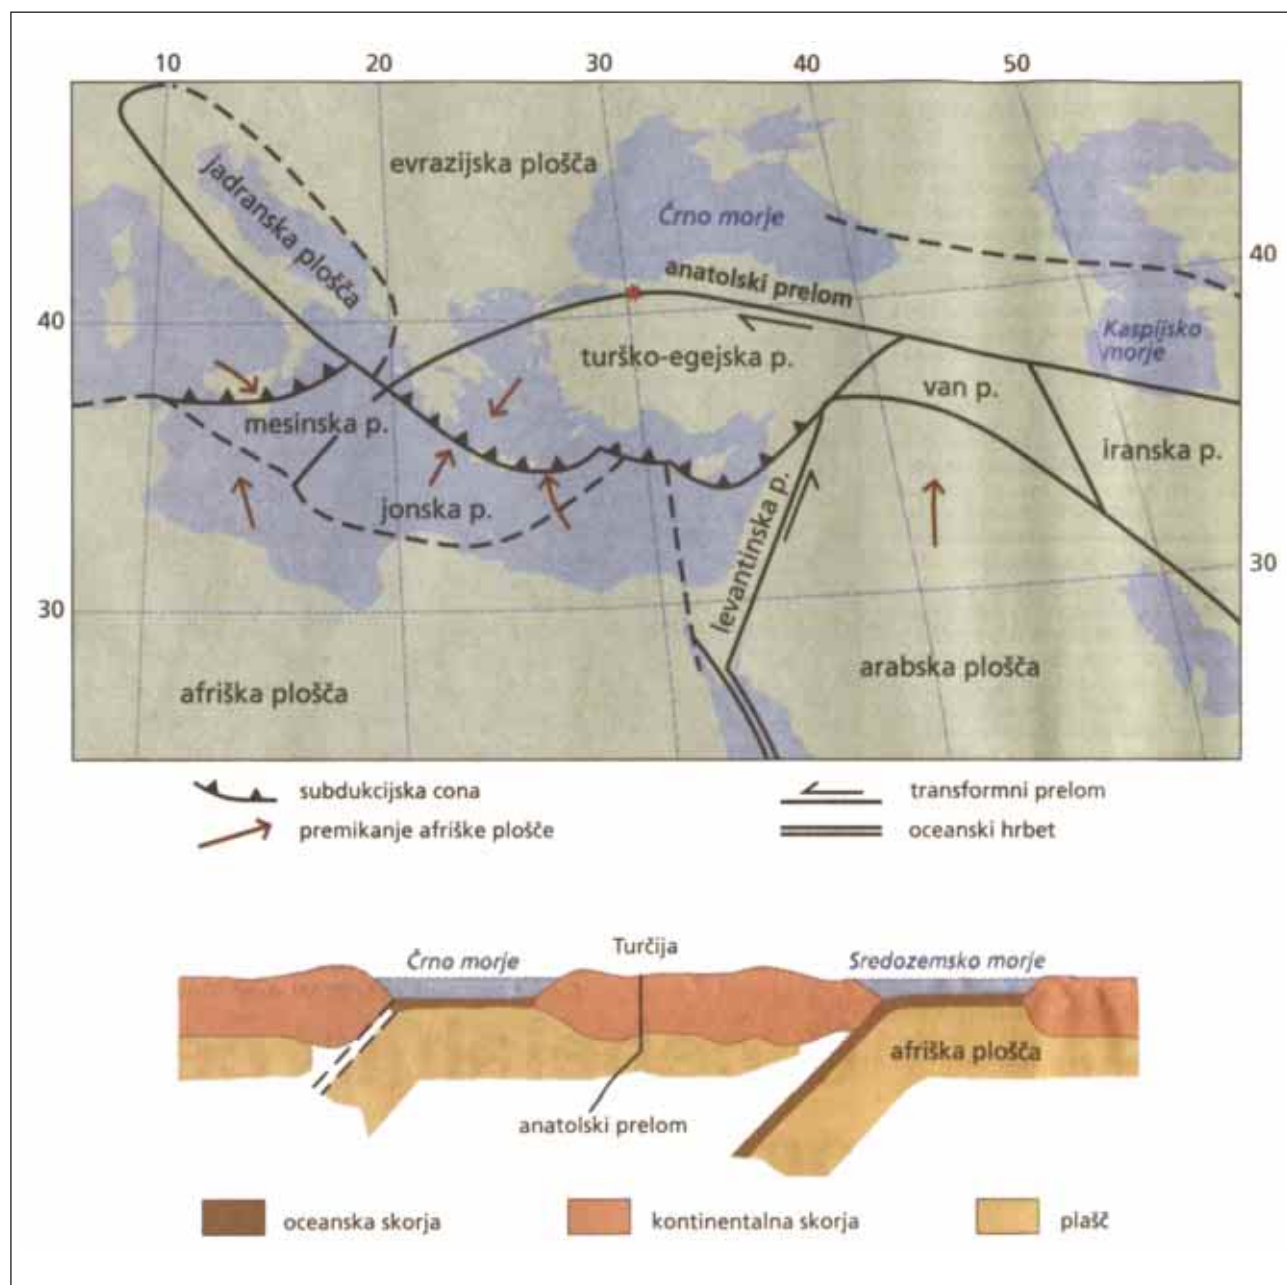 10 20 30 40 50
evrazijska plošča
jadranska plošča
Črno morje
40
anatolski prelom
40
Kaspijsko
morje
turško-egejska p.
van p.
mesinska p.
iranska p.
jonska p.
levantinska p.
30
30
afriška plošča
arabska plošča
subdukcijska cona
transformni prelom
premikanje afriške plošče
oceanski hrbet
Turčija
Črno morje
Sredozemsko morje
afriška plošča
anatolski prelom
oceanska skorja
kontinentalna skorja
plašč